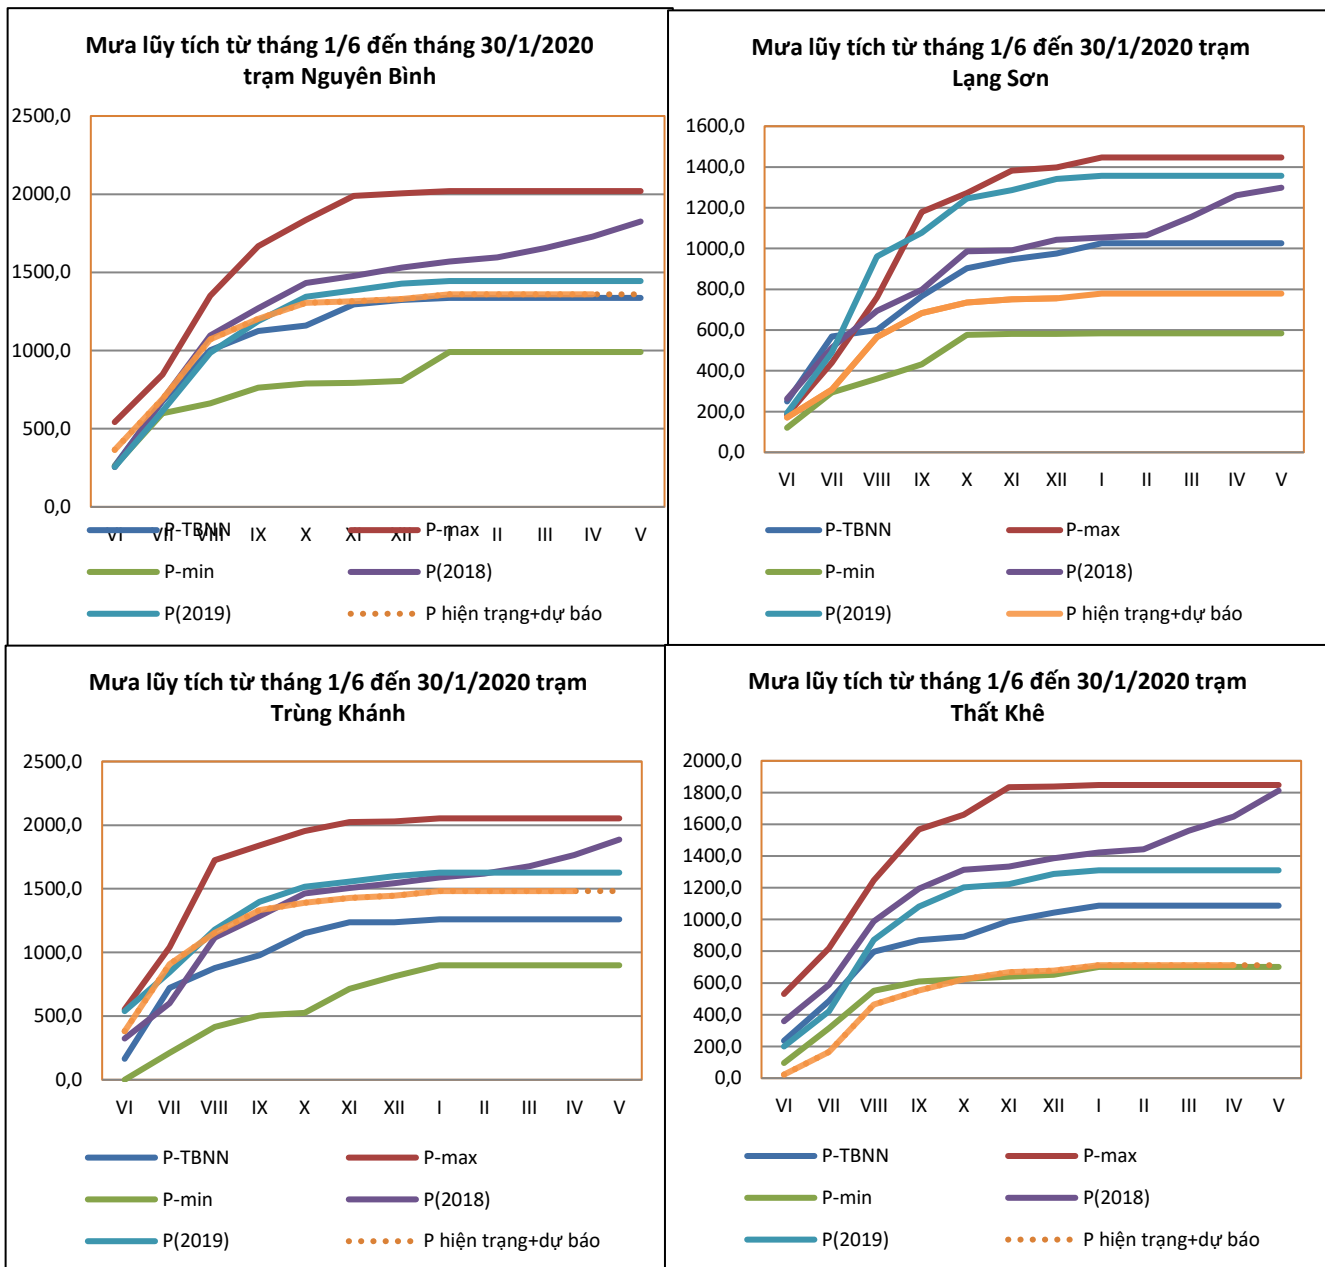 Mưa lũy tích từ tháng 1/6 đến tháng 30/1/2020
trạm Nguyên Bình
2500,0
2000,0
1500,0
1000,0
500,0
0,0
VI VII VIII IX X XI XII I II III IV V
P-TBNN P-max
P-min P(2018)
P(2019) P hiện trạng+dự báo
Mưa lũy tích từ tháng 1/6 đến 30/1/2020 trạm
Lạng Sơn
1600,0
1400,0
1200,0
1000,0
800,0
600,0
400,0
200,0
0,0
VI VII VIII IX X XI XII I II III IV V
P-TBNN P-max
P-min P(2018)
P(2019) P hiện trạng+dự báo
Mưa lũy tích từ tháng 1/6 đến 30/1/2020 trạm
Trùng Khánh
2500,0
2000,0
1500,0
1000,0
500,0
0,0
VI VII VIII IX X XI XII I II III IV V
P-TBNN P-max
P-min P(2018)
P(2019) P hiện trạng+dự báo
Mưa lũy tích từ tháng 1/6 đến 30/1/2020 trạm
Thất Khê
2000,0
1800,0
1600,0
1400,0
1200,0
1000,0
800,0
600,0
400,0
200,0
0,0
VI VII VIII IX X XI XII I II III IV V
P-TBNN P-max
P-min P(2018)
P(2019) P hiện trạng+dự báo